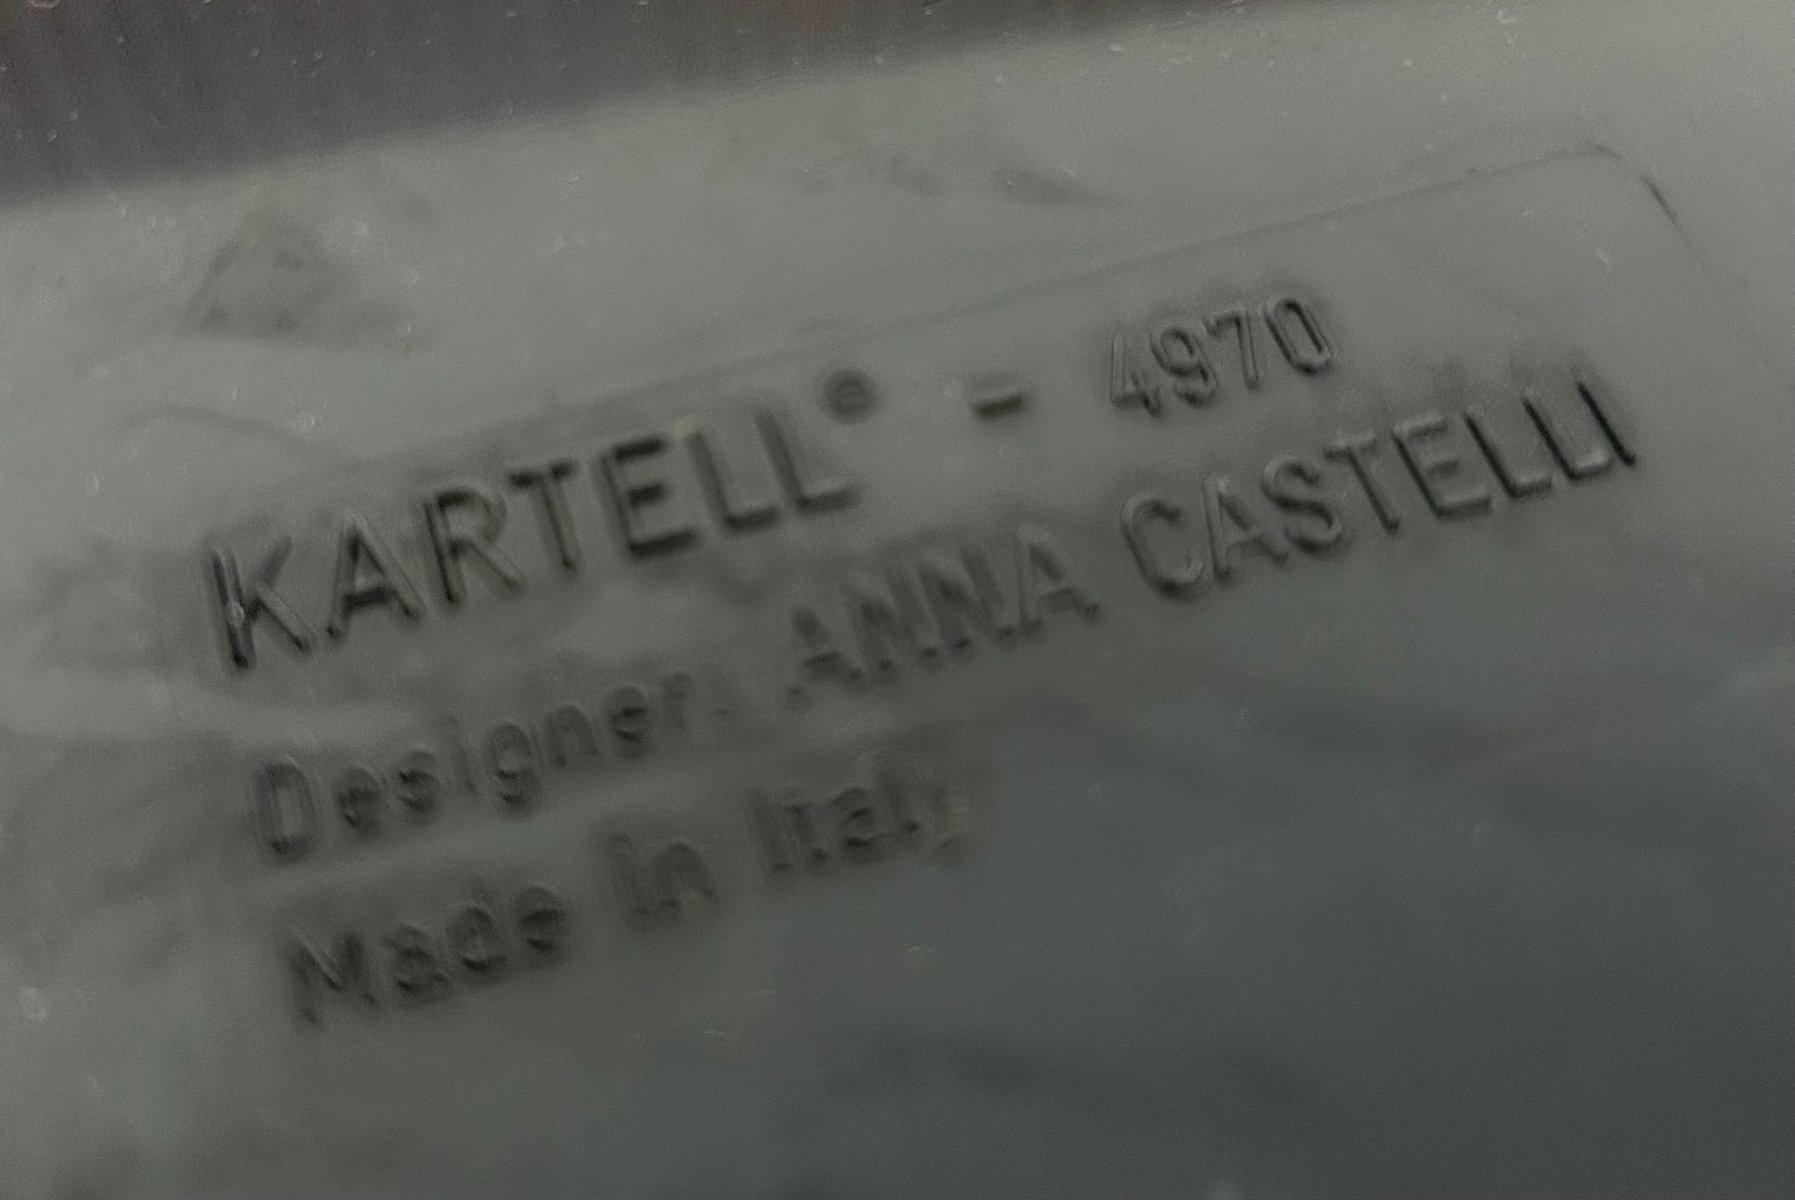 KARTELL® - 4970
Designer: ANNA CASTELLI
Made in Italy